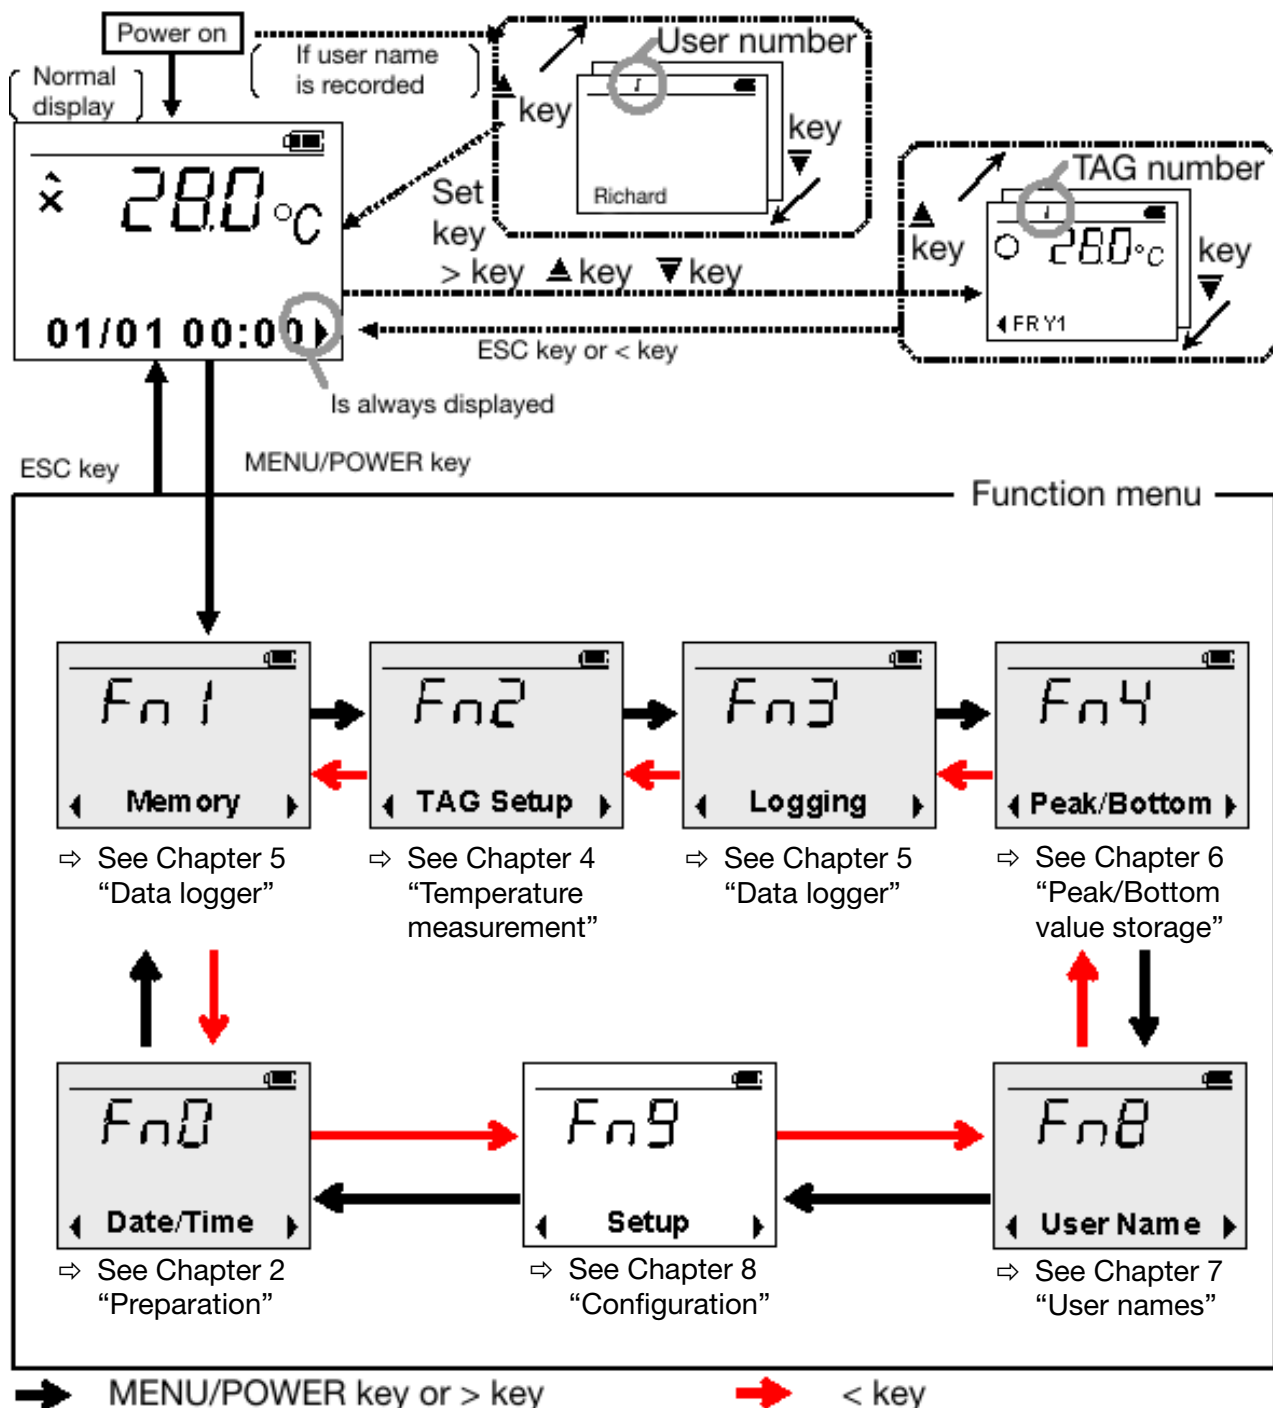 Power on
If user name
is recorded
User number
Normal
display
key
key
Richard
28.0 °C
01/01 00:00
Set
key
> key ▲ key ▼ key
TAG number
key
28.0 °C
key
FRY1
ESC key or < key
Is always displayed
ESC key
MENU/POWER key
Function menu
Fn1
Memory
Fn2
TAG Setup
Fn3
Logging
Fn4
Peak/Bottom
⇨ See Chapter 5
“Data logger”
⇨ See Chapter 4
“Temperature
measurement”
⇨ See Chapter 5
“Data logger”
⇨ See Chapter 6
“Peak/Bottom
value storage”
Fn0
Date/Time
Fn9
Setup
Fn8
User Name
⇨ See Chapter 2
“Preparation”
⇨ See Chapter 8
“Configuration”
⇨ See Chapter 7
“User names”
MENU/POWER key or > key
< key